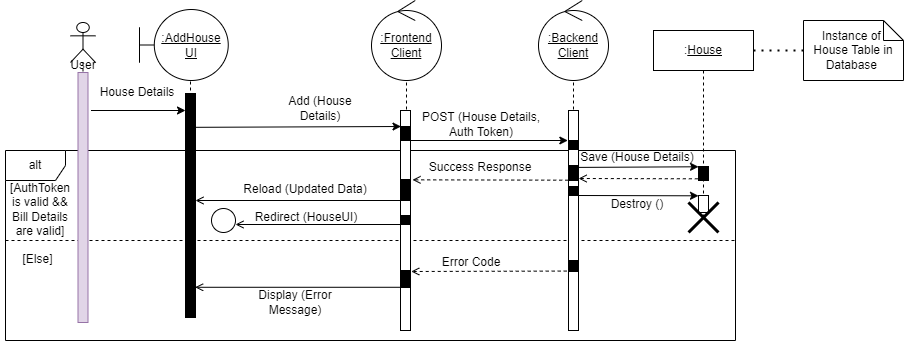 :AddHouse
UI
:Frontend
Client
:Backend
Client
:House
Instance of
House Table in
Database
User
House Details
Add (House
Details)
POST (House Details,
Auth Token)
alt
Save (House Details)
Success Response
[AuthToken
is valid &&
Bill Details
are valid]
Reload (Updated Data)
Destroy ()
Redirect (HouseUI)
[Else]
Error Code
Display (Error
Message)